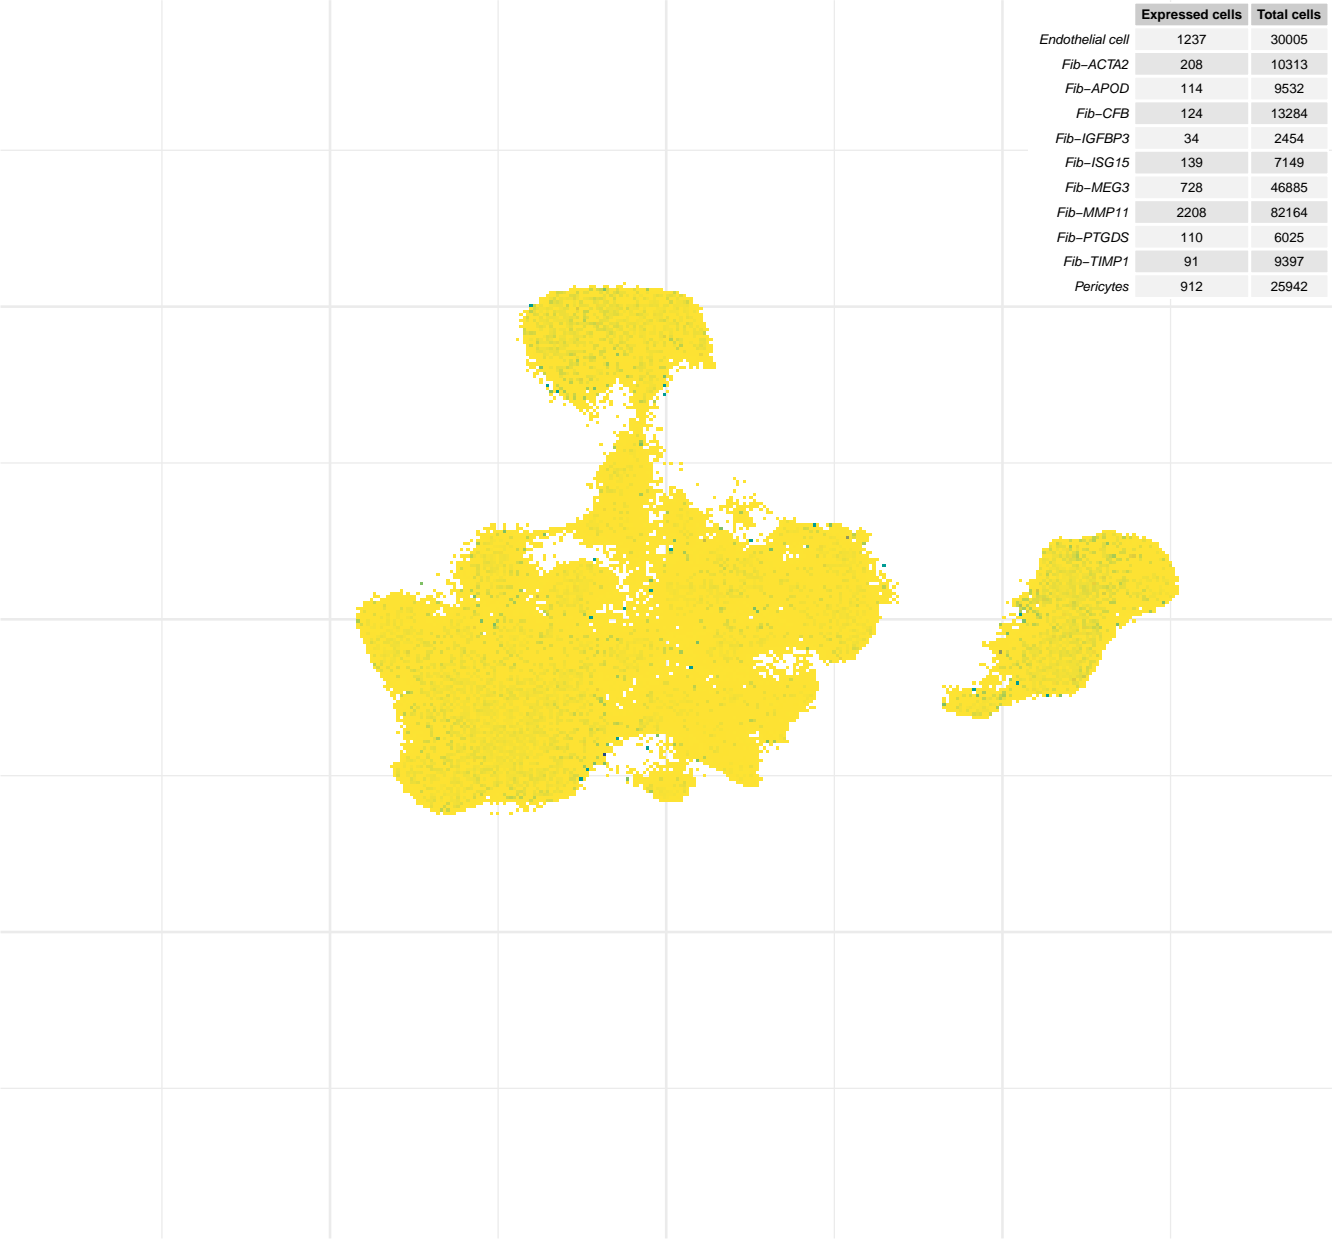 Expressed cells Total cells
Endothelial cell 1237 30005
Fib−ACTA2 208 10313
Fib−APOD 114 9532
Fib−CFB 124 13284
Fib−IGFBP3 34 2454
Fib−ISG15 139 7149
Fib−MEG3 728 46885
Fib−MMP11 2208 82164
Fib−PTGDS 110 6025
Fib−TIMP1 91 9397
Pericytes 912 25942